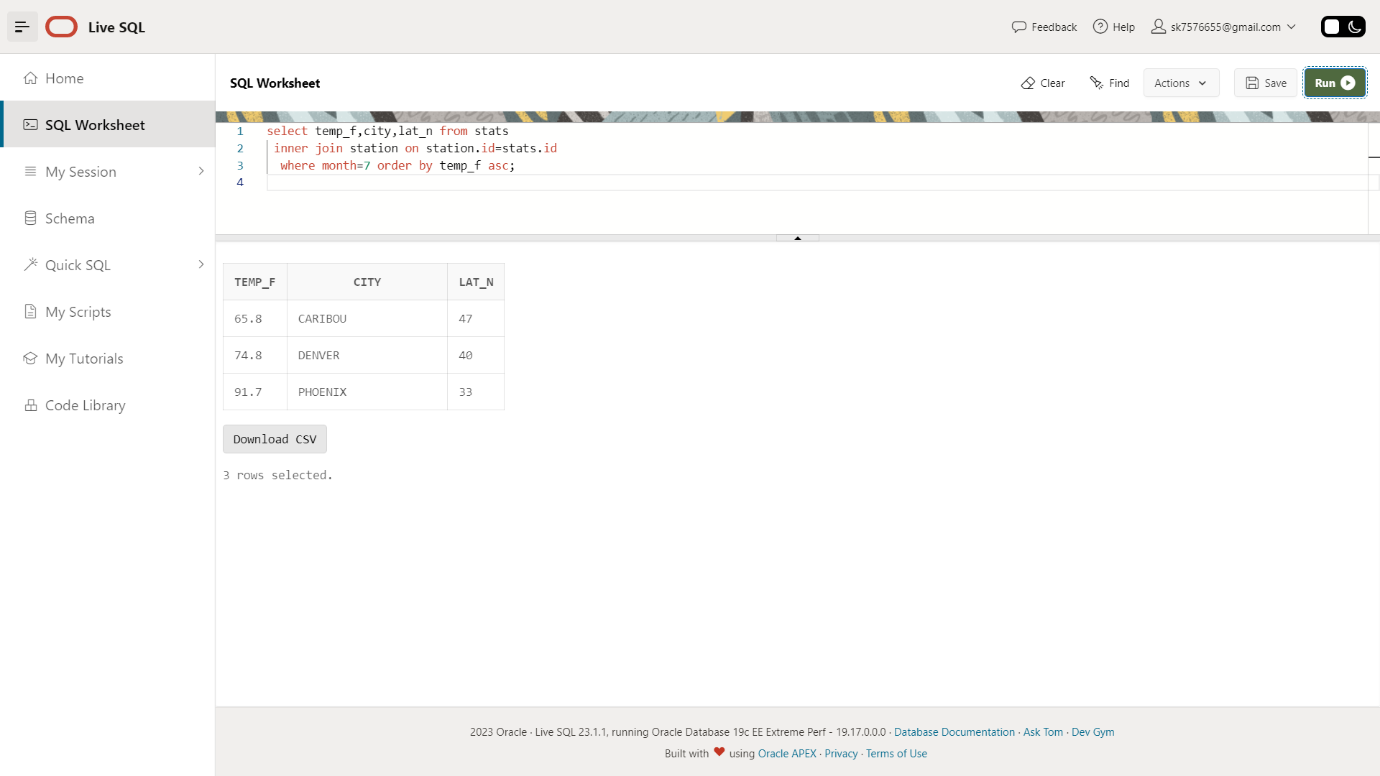 Live SQL
Feedback
Help
sk7576655@gmail.com
Home
SQL Worksheet
My Session
Schema
Quick SQL
My Scripts
My Tutorials
Code Library
SQL Worksheet
Clear
Find
Actions
Save
Run
1 select temp_f,city,lat_n from stats
2 inner join station on station.id=stats.id
3 where month=7 order by temp_f asc;
4
TEMP_F CITY LAT_N
65.8 CARIBOU 47
74.8 DENVER 40
91.7 PHOENIX 33
Download CSV
3 rows selected.
2023 Oracle · Live SQL 23.1.1, running Oracle Database 19c EE Extreme Perf - 19.17.0.0.0 · Database Documentation · Ask Tom · Dev Gym
Built with ❤ using Oracle APEX · Privacy · Terms of Use